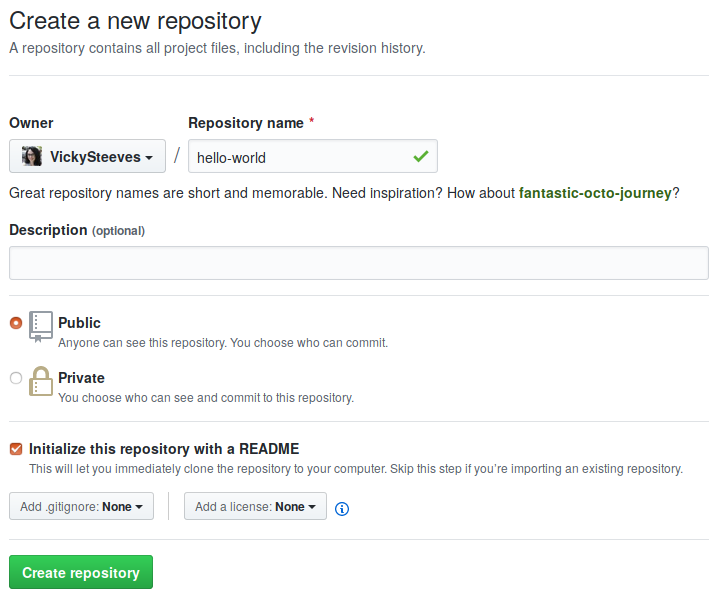 Create a new repository
A repository contains all project files, including the revision history.
Owner
Repository name *
VickySteeves
/
hello-world
Great repository names are short and memorable. Need inspiration? How about fantastic-octo-journey?
Description (optional)
Public
Anyone can see this repository. You choose who can commit.
Private
You choose who can see and commit to this repository.
Initialize this repository with a README
This will let you immediately clone the repository to your computer. Skip this step if you’re importing an existing repository.
Add .gitignore: None
Add a license: None
Create repository